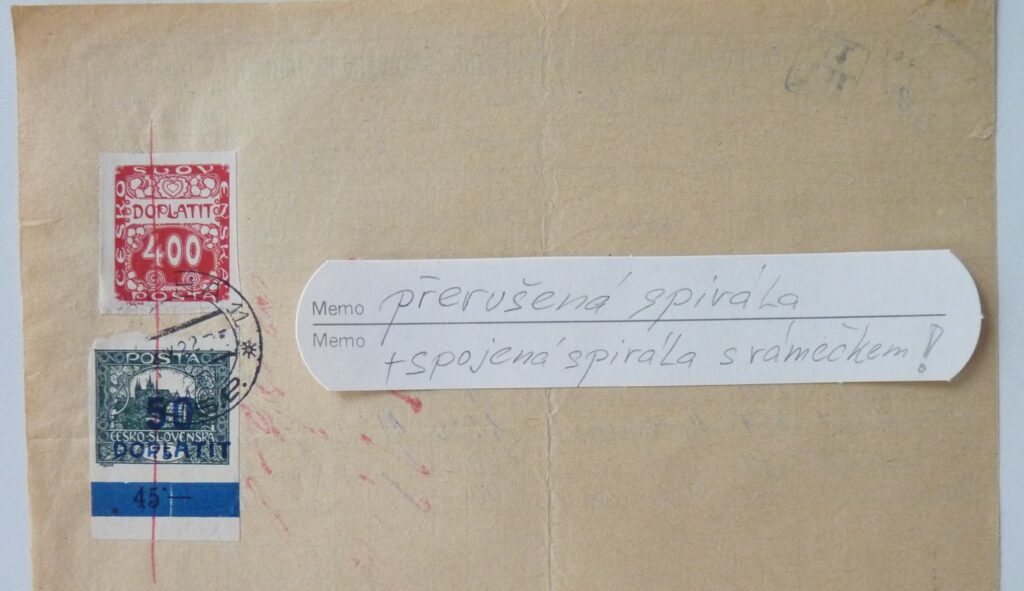 ČESKO SLOVENSKÁ
DOPLATIT
400
POŠTA
POŠTA
50
ČESKO-SLOVENSKÁ
DOPLATIT
45·—
Memo přerušená spirála
Memo +spojená spirála s rámečkem!